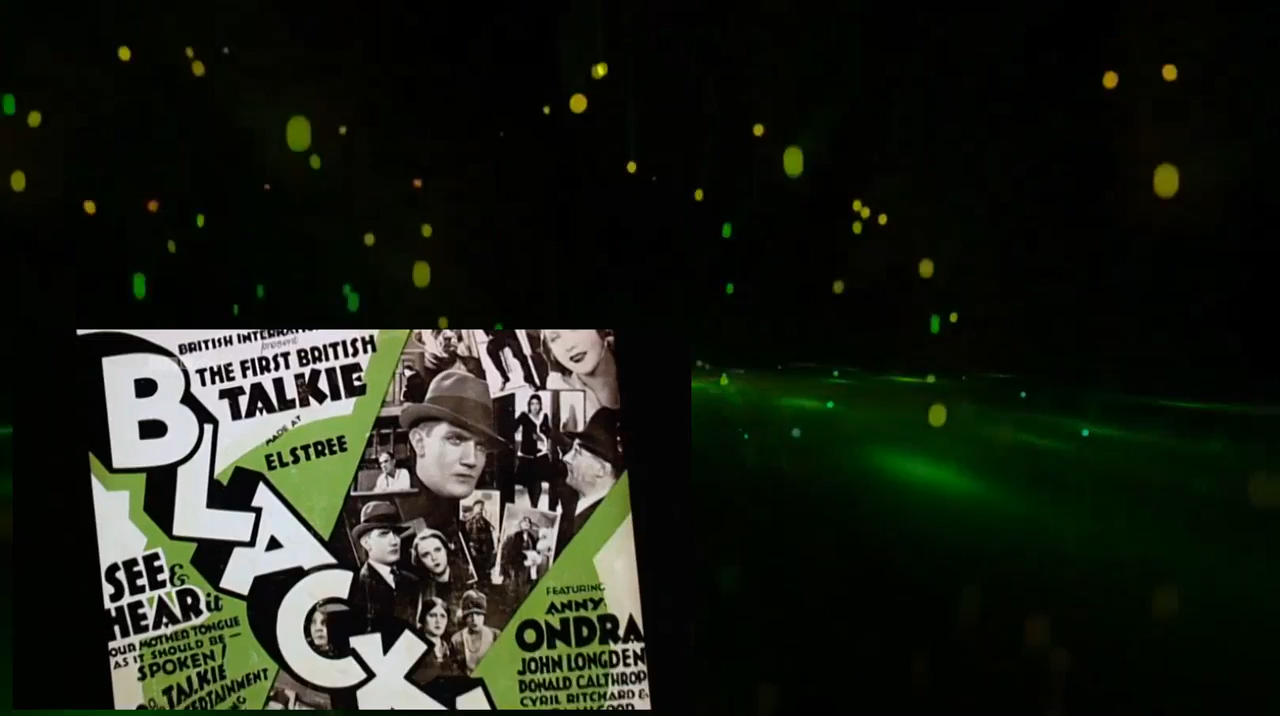 BRITISH
present
THE FIRST BRITISH
TALKIE
MADE AT
ELSTREE
BLACK
SEE &
HEAR it
OUR MOTHER TONGUE
AS IT SHOULD BE —
SPOKEN!
TALKIE
FEATURING
ANNY
ONDRA
JOHN LONGDEN
DONALD CALTHROP
CYRIL RITCHARD &